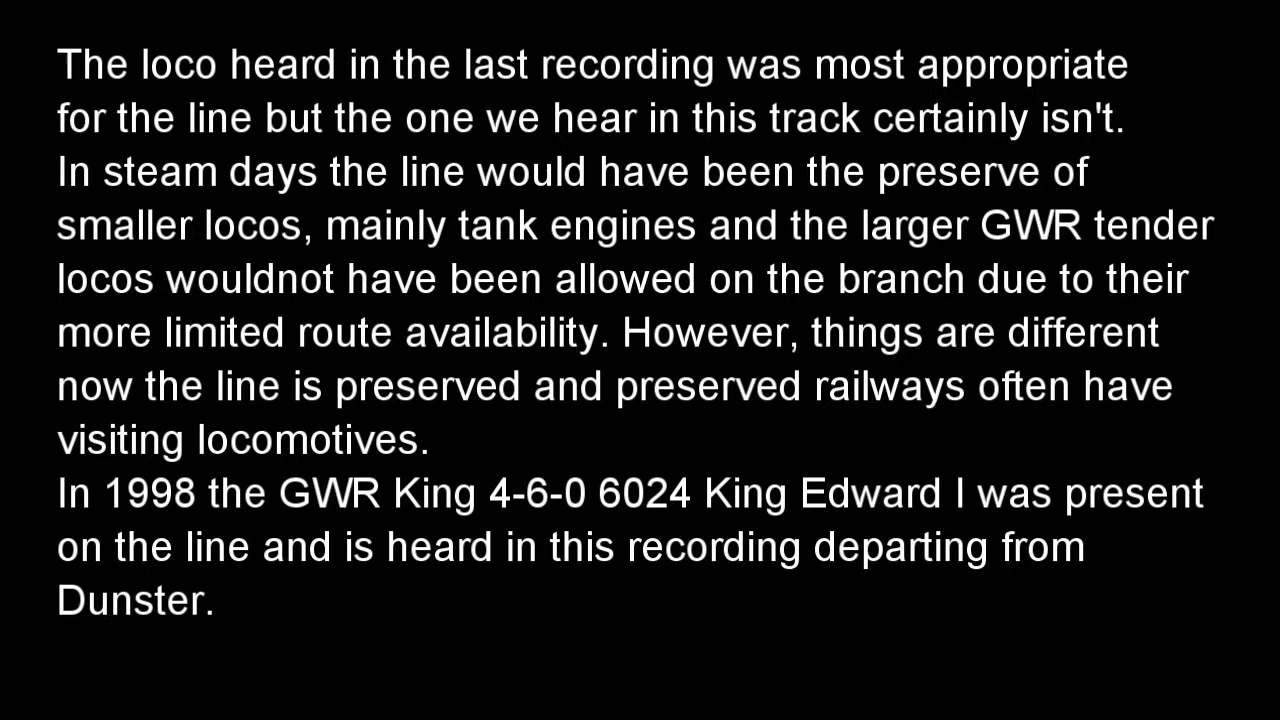 The loco heard in the last recording was most appropriate
for the line but the one we hear in this track certainly isn't.
In steam days the line would have been the preserve of
smaller locos, mainly tank engines and the larger GWR tender
locos wouldnot have been allowed on the branch due to their
more limited route availability. However, things are different
now the line is preserved and preserved railways often have
visiting locomotives.
In 1998 the GWR King 4-6-0 6024 King Edward I was present
on the line and is heard in this recording departing from
Dunster.